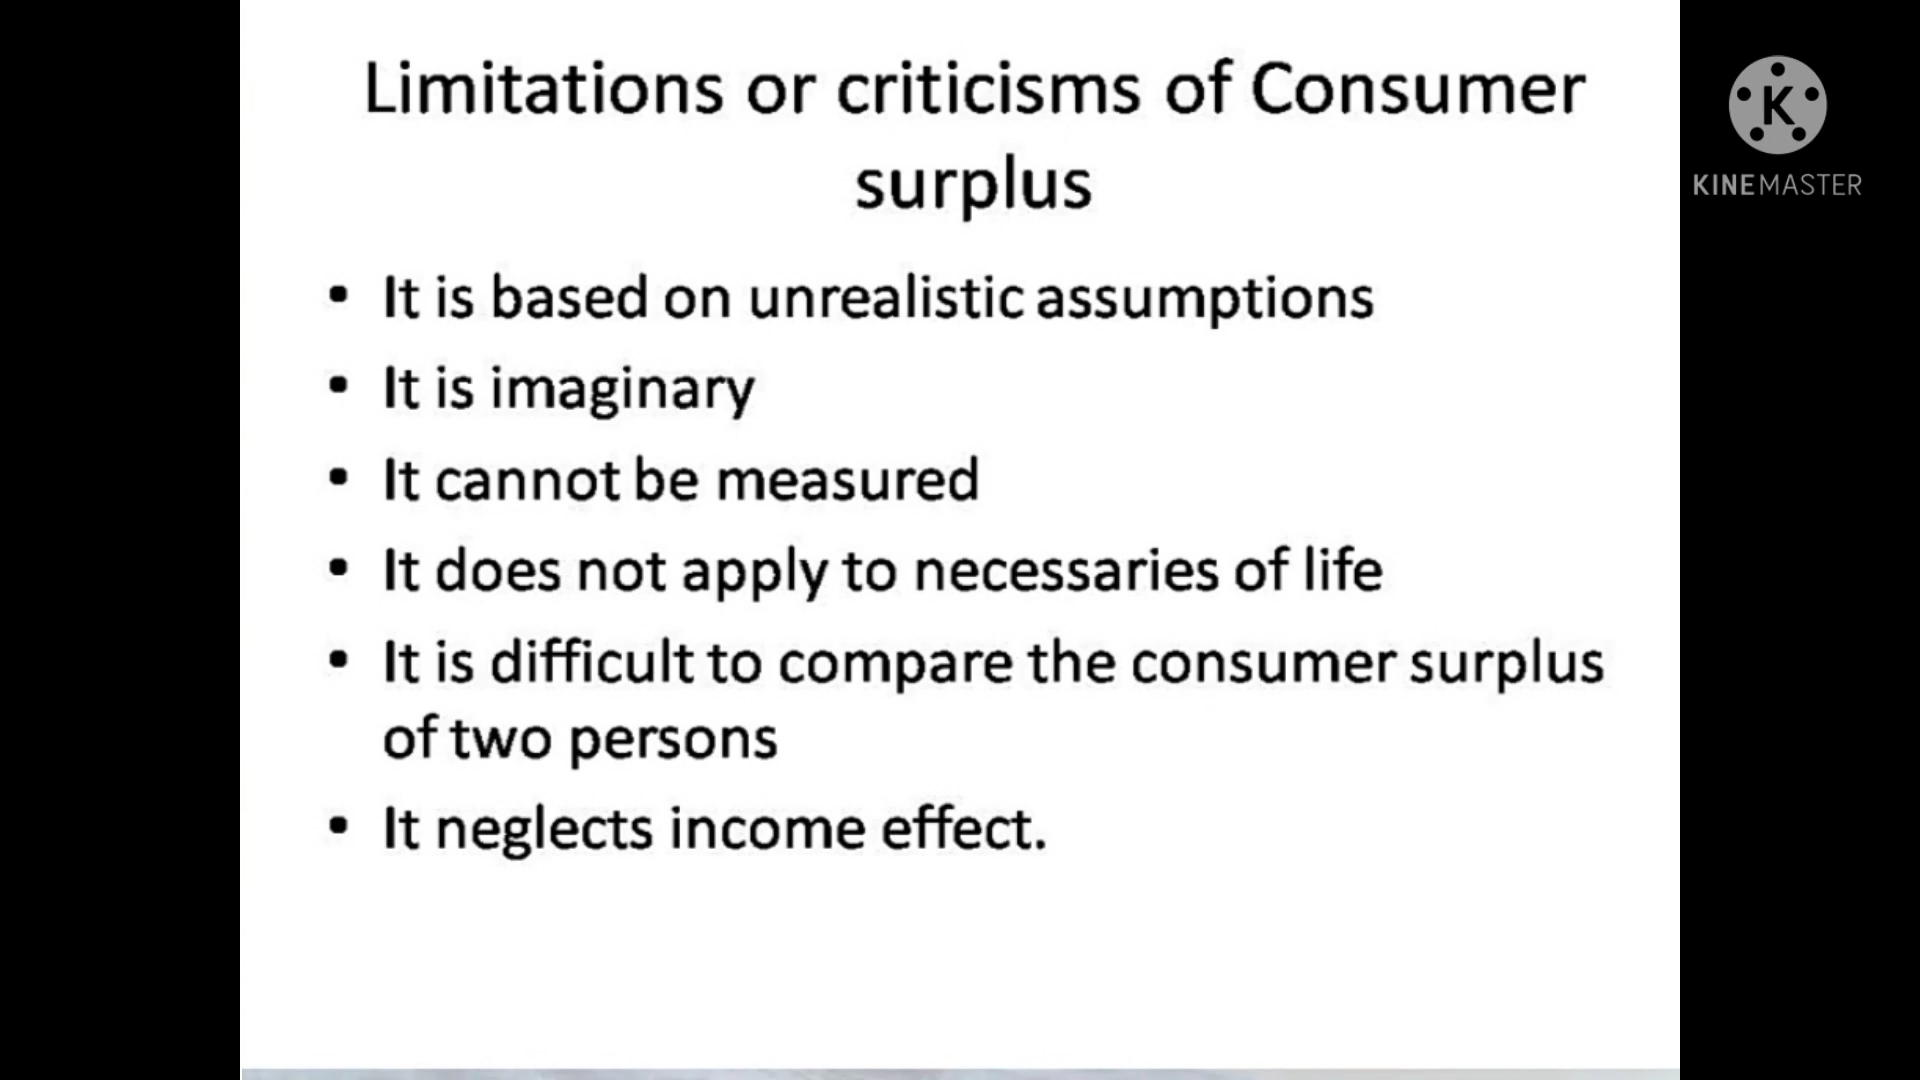 Limitations or criticisms of Consumer
surplus
• It is based on unrealistic assumptions
• It is imaginary
• It cannot be measured
• It does not apply to necessaries of life
• It is difficult to compare the consumer surplus
of two persons
• It neglects income effect.
K
KINEMASTER